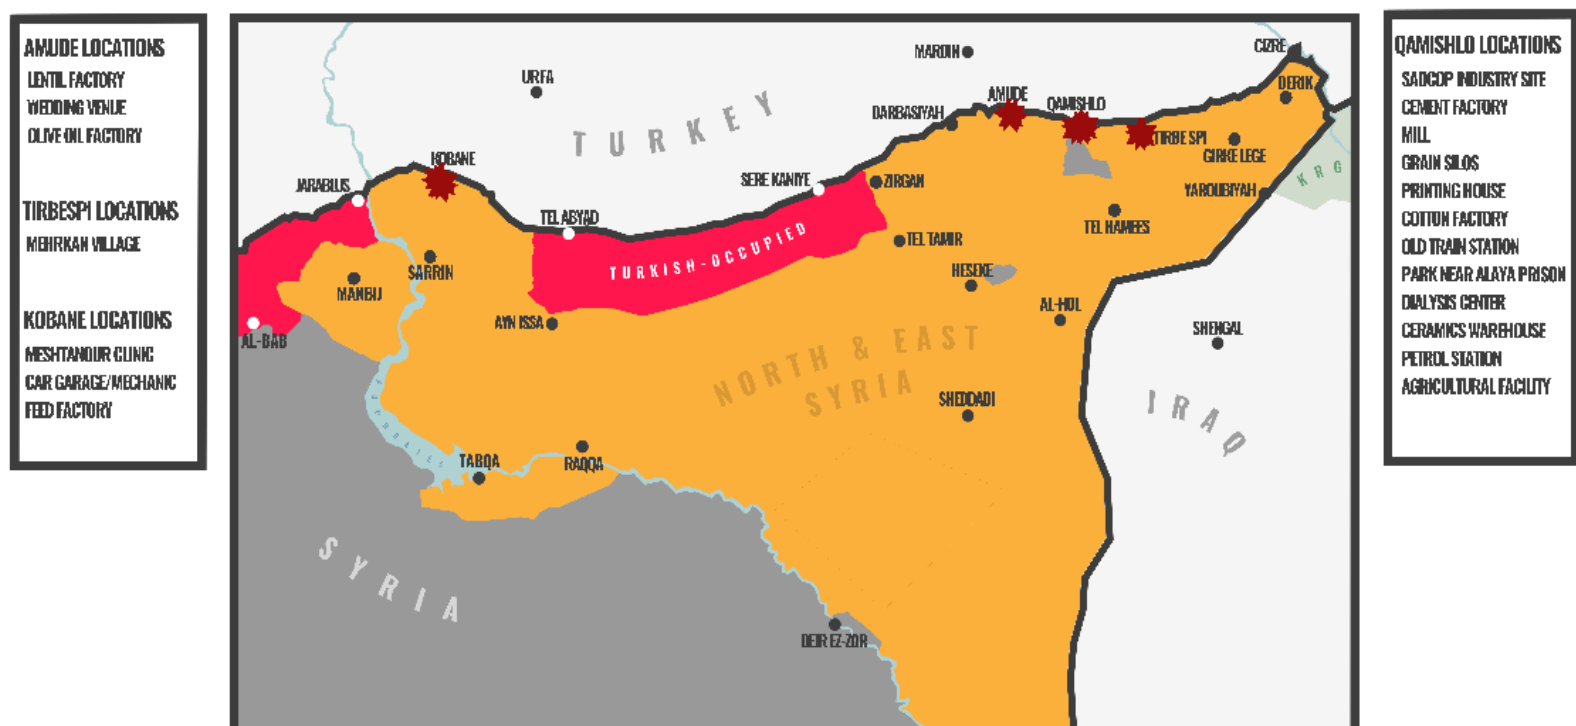 AMUDE LOCATIONS
LENTIL FACTORY
WEDDING VENUE
OLIVE OIL FACTORY
TIRBESPI LOCATIONS
MEHRKAN VILLAGE
KOBANE LOCATIONS
MESHTANOUR CLINIC
CAR GARAGE/MECHANIC
FEED FACTORY
CIZRE
MARDIN
URFA
DERIK
AMUDE
QAMISHLO
TURKEY
DARBASIYAH
TIRBE SPI
GIRKE LEGE
KOBANE
KRG
SERE KANIYE
ZIRGAN
JARABLUS
YAROUBIYAH
TEL ABYAD
TEL HAMEES
TURKISH-OCCUPIED
TEL TAMIR
SARRIN
HESEKE
MANBIJ
AL-HOL
AYN ISSA
SHENGAL
AL-BAB
NORTH & EAST
SYRIA
SHEDDADI
IRAQ
EUPHRATES
TABQA
RAQQA
SYRIA
DEIR EZ-ZOR
QAMISHLO LOCATIONS
SADCOP INDUSTRY SITE
CEMENT FACTORY
MILL
GRAIN SILOS
PRINTING HOUSE
COTTON FACTORY
OLD TRAIN STATION
PARK NEAR ALAYA PRISON
DIALYSIS CENTER
CERAMICS WAREHOUSE
PETROL STATION
AGRICULTURAL FACILITY